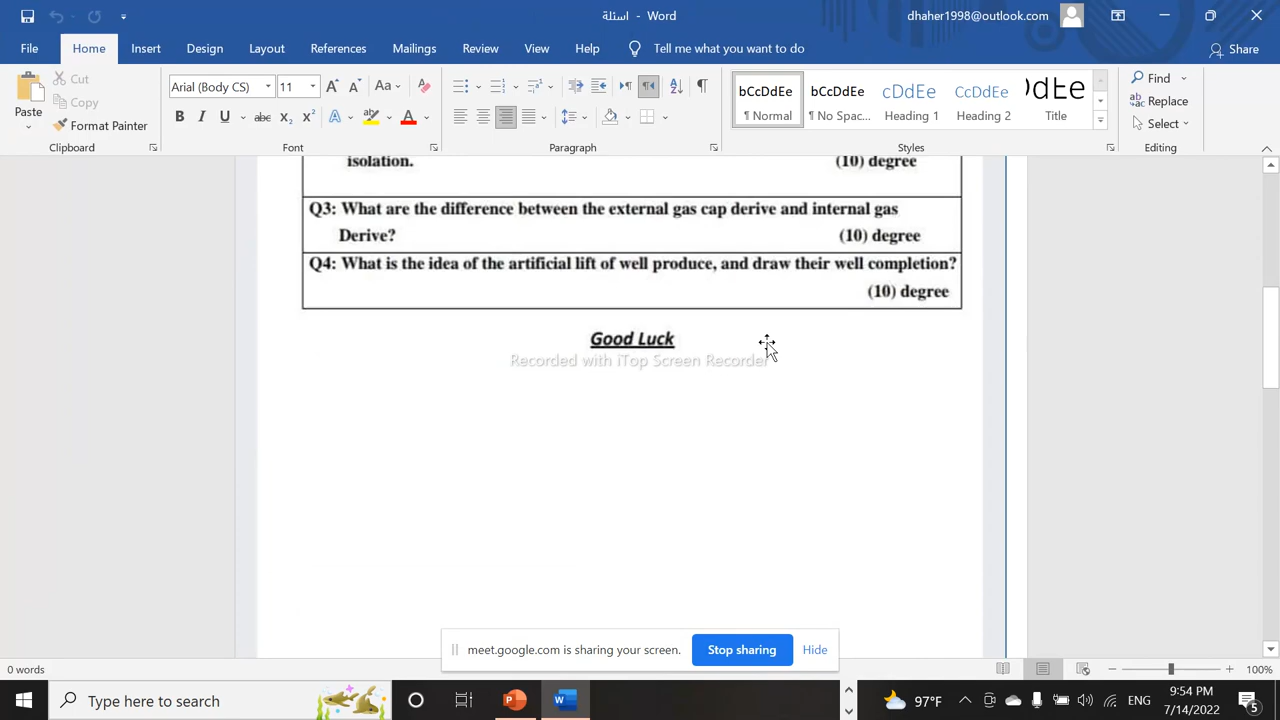 اسئلة - Word
dhaher1998@outlook.com
File Home Insert Design Layout References Mailings Review View Help Tell me what you want to do Share
Paste
Cut
Copy
Format Painter
Clipboard
Arial (Body CS) 11
Font
Paragraph
bCcDdEe bCcDdEe cDdEe CcDdEe DdEe
¶ Normal ¶ No Spac... Heading 1 Heading 2 Title
Styles
Find
Replace
Select
Editing
isolation. (10) degree
Q3: What are the difference between the external gas cap derive and internal gas
Derive? (10) degree
Q4: What is the idea of the artificial lift of well produce, and draw their well completion?
(10) degree
Good Luck
Recorded with iTop Screen Recorder
meet.google.com is sharing your screen. Stop sharing Hide
0 words
100%
Type here to search
97°F
ENG
9:54 PM
7/14/2022
5